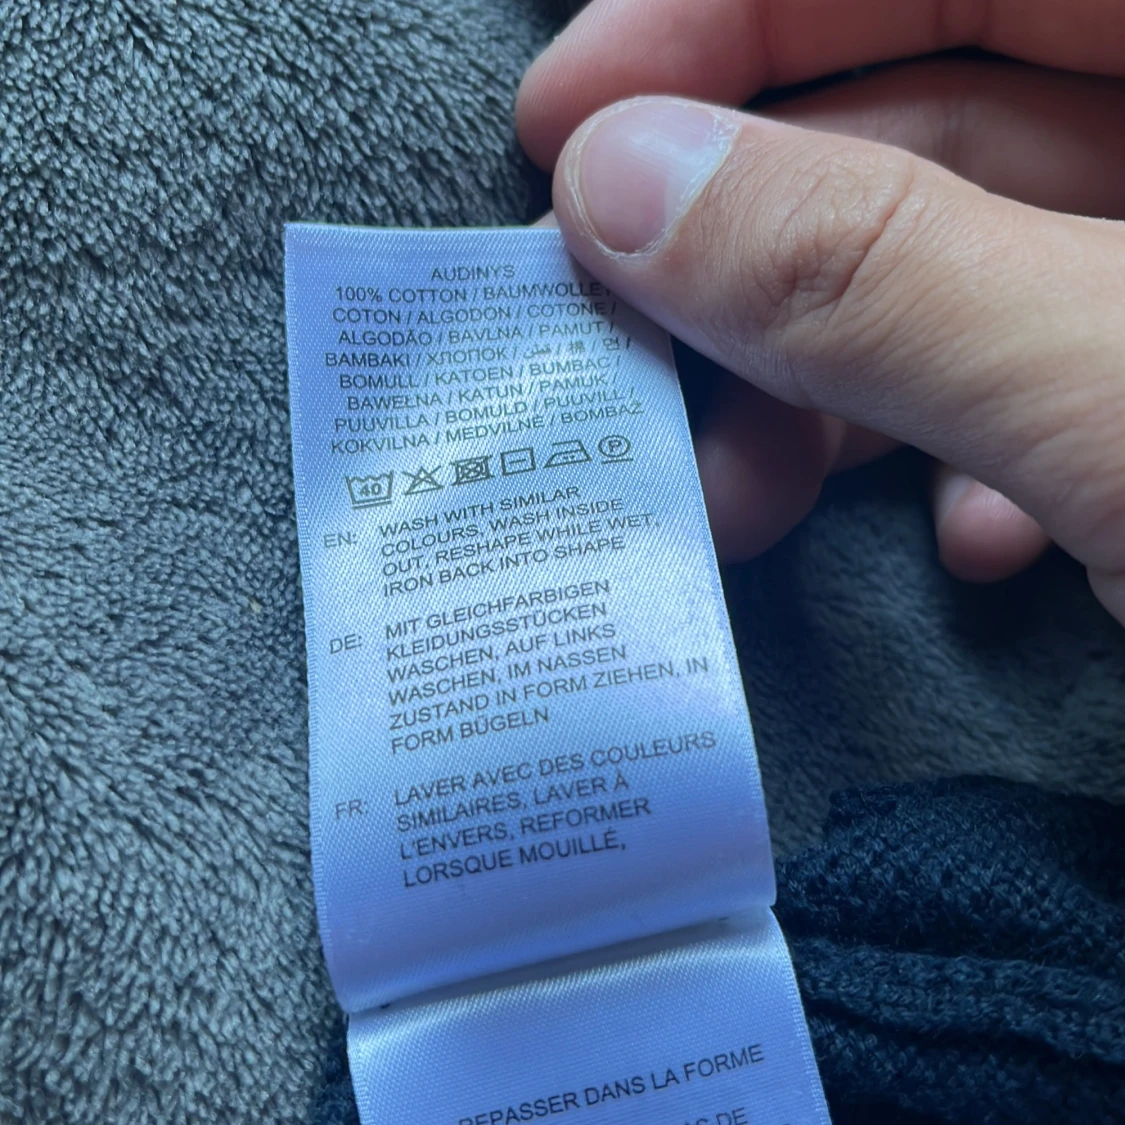 AUDINYS
100% COTTON / BAUMWOLLE /
COTON / ALGODON / COTONE /
ALGODÃO / BAVLNA / PAMUT /
BAMBAKI / ХЛОПОК / قطن / 棉 / 면 /
BOMULL / KATOEN / BUMBAC /
BAWEŁNA / KATUN / PAMUK /
PUUVILLA / BOMULD / PUUVILL /
KOKVILNA / MEDVILNĖ / BOMBAŽ
40 P
EN: WASH WITH SIMILAR
COLOURS, WASH INSIDE
OUT, RESHAPE WHILE WET,
IRON BACK INTO SHAPE
DE: MIT GLEICHFARBIGEN
KLEIDUNGSSTÜCKEN
WASCHEN, AUF LINKS
WASCHEN, IM NASSEN
ZUSTAND IN FORM ZIEHEN, IN
FORM BÜGELN
FR: LAVER AVEC DES COULEURS
SIMILAIRES, LAVER À
L'ENVERS, REFORMER
LORSQUE MOUILLÉ,
REPASSER DANS LA FORME
DE